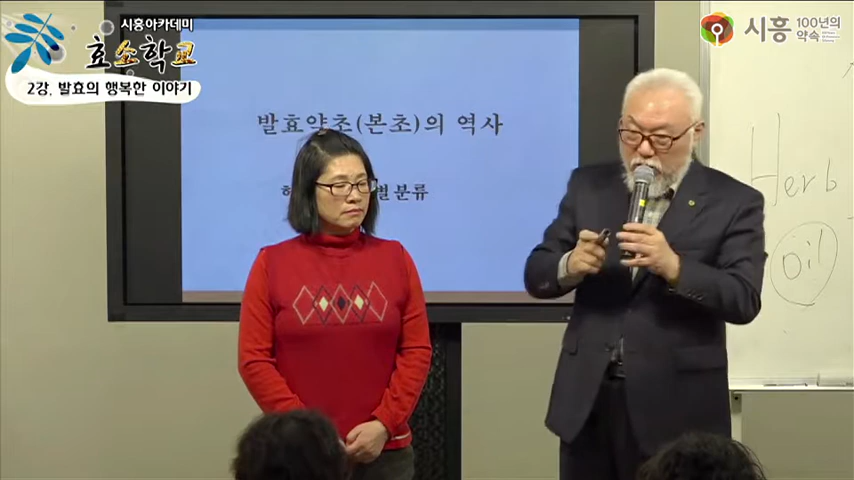 시흥아카데미
효소학교
2강. 발효의 행복한 이야기
시흥 100년의
약속
발효약초(본초)의 역사
별 분류
Herb
oil